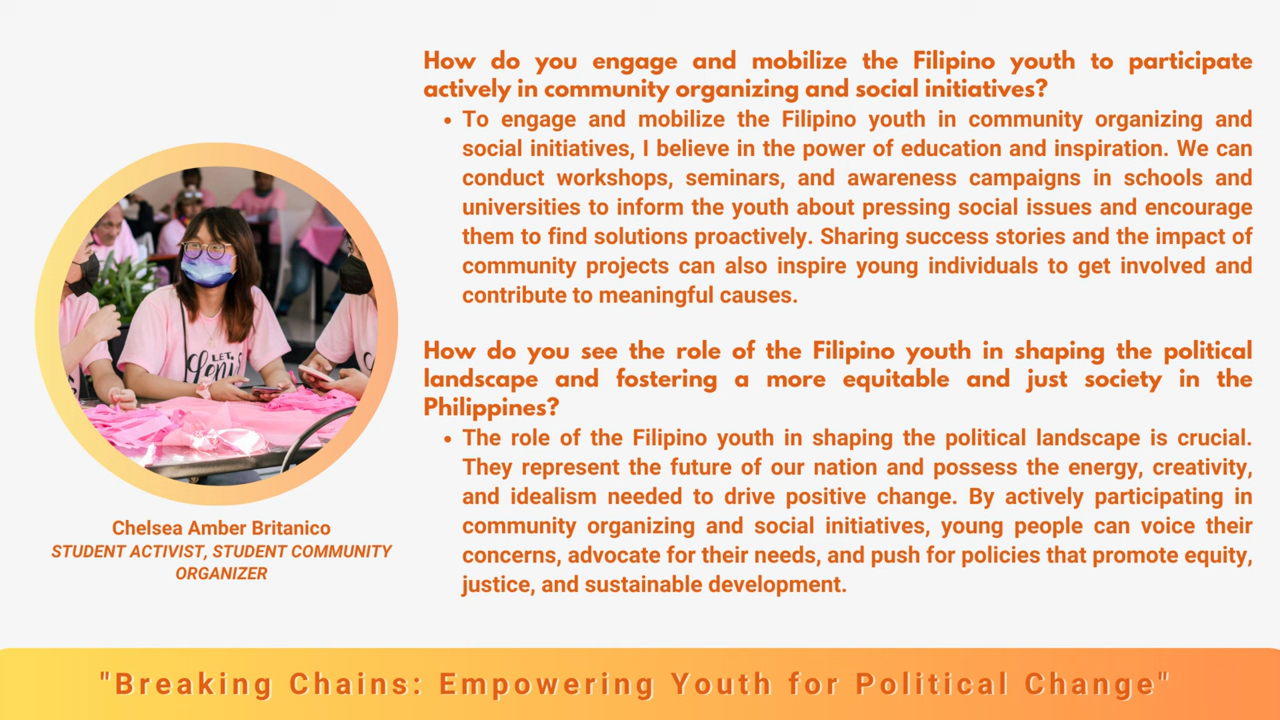 How do you engage and mobilize the Filipino youth to participate
actively in community organizing and social initiatives?
• To engage and mobilize the Filipino youth in community organizing and
social initiatives, I believe in the power of education and inspiration. We can
conduct workshops, seminars, and awareness campaigns in schools and
universities to inform the youth about pressing social issues and encourage
them to find solutions proactively. Sharing success stories and the impact of
community projects can also inspire young individuals to get involved and
contribute to meaningful causes.
How do you see the role of the Filipino youth in shaping the political
landscape and fostering a more equitable and just society in the
Philippines?
• The role of the Filipino youth in shaping the political landscape is crucial.
They represent the future of our nation and possess the energy, creativity,
and idealism needed to drive positive change. By actively participating in
community organizing and social initiatives, young people can voice their
concerns, advocate for their needs, and push for policies that promote equity,
justice, and sustainable development.
LET
Leni
Chelsea Amber Britanico
STUDENT ACTIVIST, STUDENT COMMUNITY
ORGANIZER
"Breaking Chains: Empowering Youth for Political Change"